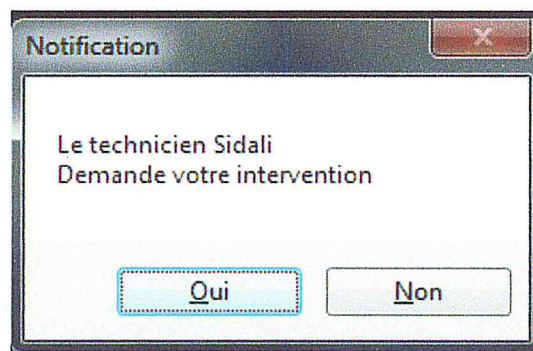 Notification
Le technicien Sidali
Demande votre intervention
Oui
Non